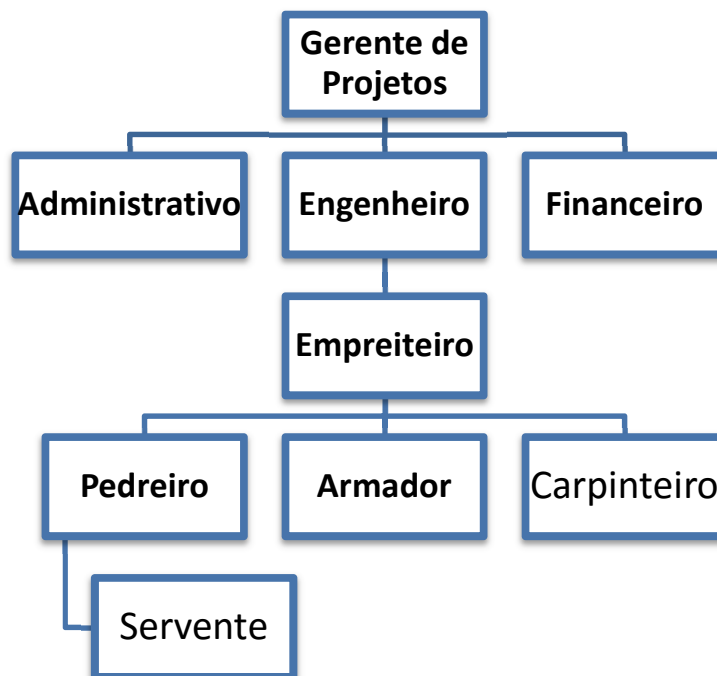 Gerente de
Projetos
Administrativo
Engenheiro
Financeiro
Empreiteiro
Pedreiro
Armador
Carpinteiro
Servente